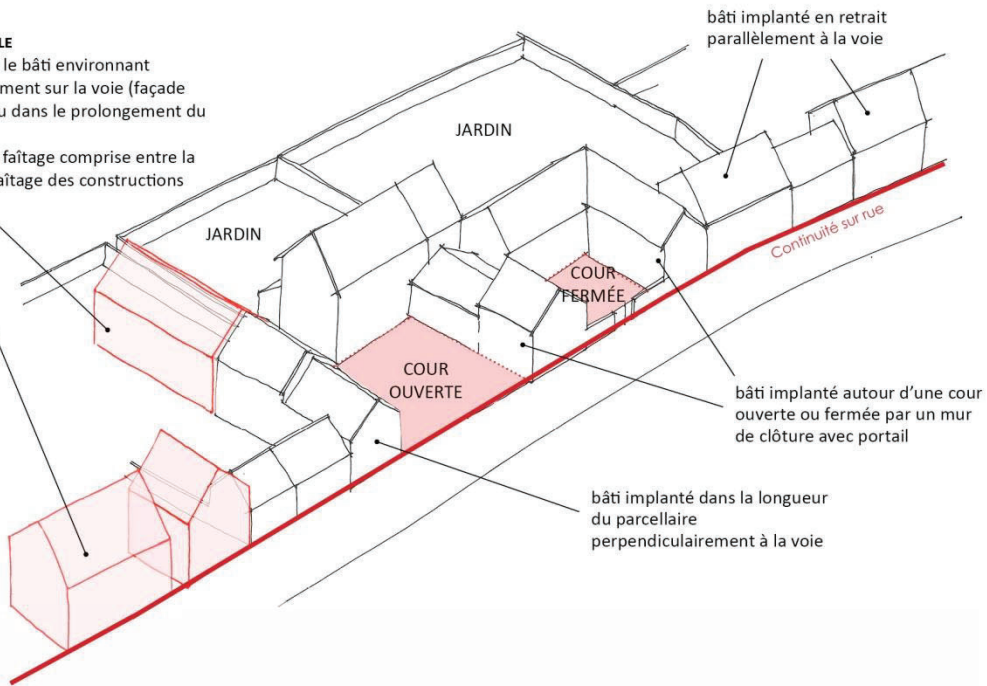 le bâti environnant
sur la voie (façade
dans le prolongement du
faîtage comprise entre la
des constructions
JARDIN
JARDIN
COUR
FERMÉE
COUR
OUVERTE
bâti implanté en retrait
parallèlement à la voie
Continuité sur rue
bâti implanté autour d'une cour
ouverte ou fermée par un mur
de clôture avec portail
bâti implanté dans la longueur
du parcellaire
perpendiculairement à la voie